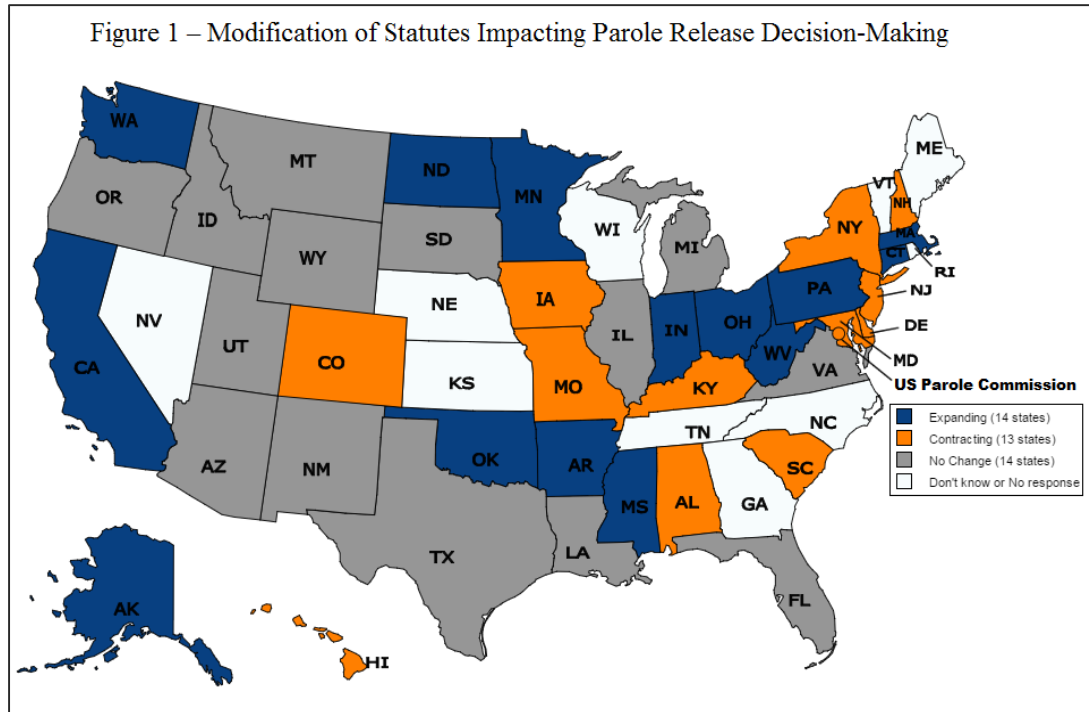 Figure 1 – Modification of Statutes Impacting Parole Release Decision-Making
WA
MT
ND
MN
ME
VT
NH
OR
ID
SD
WI
MI
NY
MA
CT
RI
WY
NJ
NV
NE
IA
PA
DE
CA
UT
CO
KS
MO
IL
IN
OH
WV
KY
VA
MD
US Parole Commission
AZ
NM
OK
AR
TN
NC
SC
MS
AL
GA
TX
LA
FL
AK
HI
Expanding (14 states)
Contracting (13 states)
No Change (14 states)
Don't know or No response